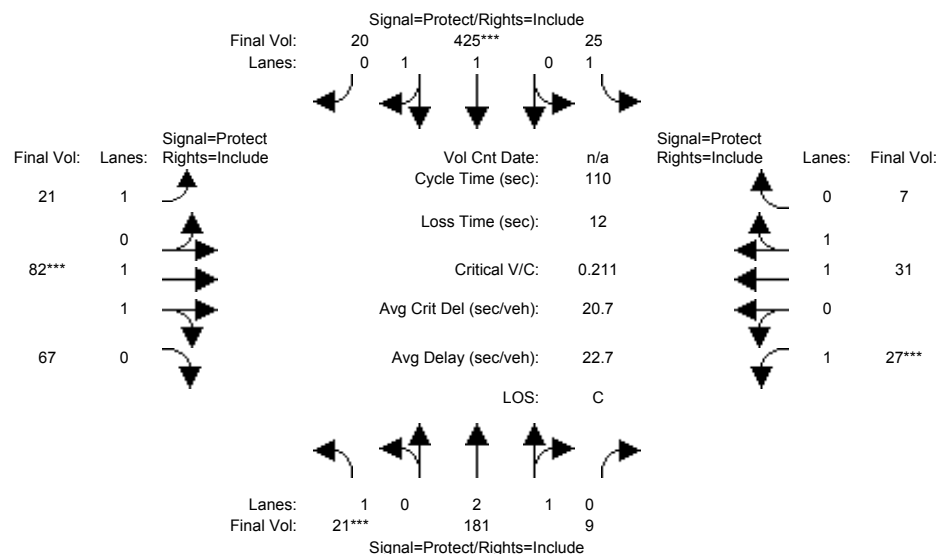 Signal=Protect/Rights=Include
Final Vol: 20 425*** 25
Lanes: 0 1 1 0 1
Signal=Protect
Final Vol: Lanes: Rights=Include
Vol Cnt Date: n/a
Signal=Protect
Rights=Include Lanes: Final Vol:
Cycle Time (sec): 110
21 1
0 7
Loss Time (sec): 12
0
1
82*** 1
Critical V/C: 0.211
1 31
1
Avg Crit Del (sec/veh): 20.7
0
67 0
Avg Delay (sec/veh): 22.7
1 27***
LOS: C
Lanes: 1 0 2 1 0
Final Vol: 21*** 181 9
Signal=Protect/Rights=Include